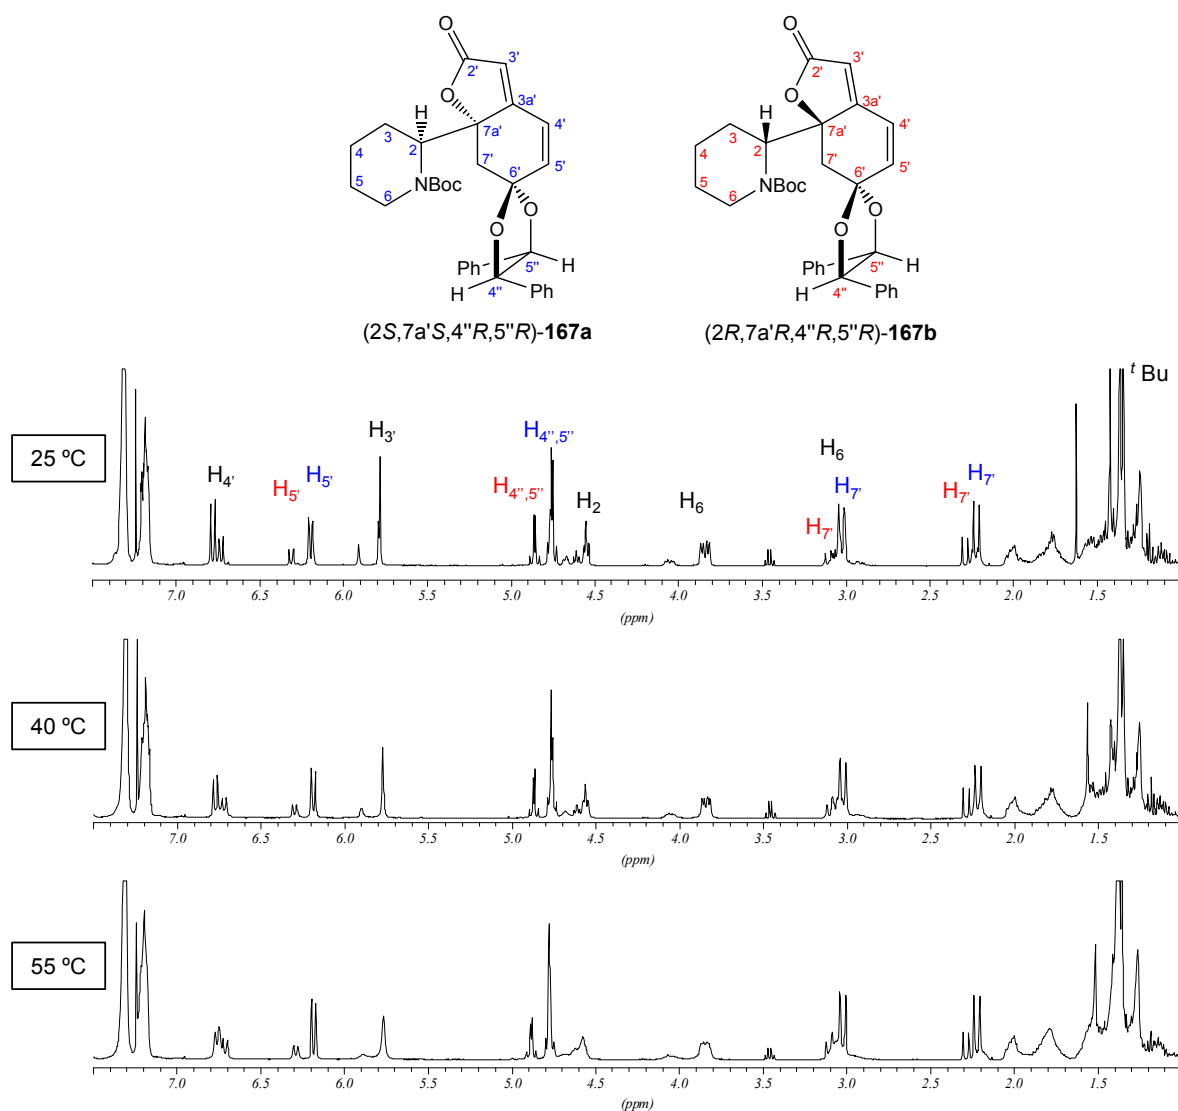 O
O
3'
3'
2'
2'
O
O
3a'
3a'
H
H
4'
4'
3
7a'
3
7a'
4
2
7'
5'
4
2
7'
5'
5
6'
5
6'
6
N
Boc
O
6
N
Boc
O
O
O
Ph
5''
H
Ph
5''
H
H
4''
Ph
H
4''
Ph
(2S,7a'S,4''R,5''R)-167a
(2R,7a'R,4''R,5''R)-167b
t Bu
25 ºC
H4'
H5'
H5'
H3'
H4'',5''
H4'',5''
H2
H6
H6
H7'
H7'
H7'
H7'
7.0 6.5 6.0 5.5 5.0 4.5 4.0 3.5 3.0 2.5 2.0 1.5
(ppm)
40 ºC
7.0 6.5 6.0 5.5 5.0 4.5 4.0 3.5 3.0 2.5 2.0 1.5
(ppm)
55 ºC
7.0 6.5 6.0 5.5 5.0 4.5 4.0 3.5 3.0 2.5 2.0 1.5
(ppm)